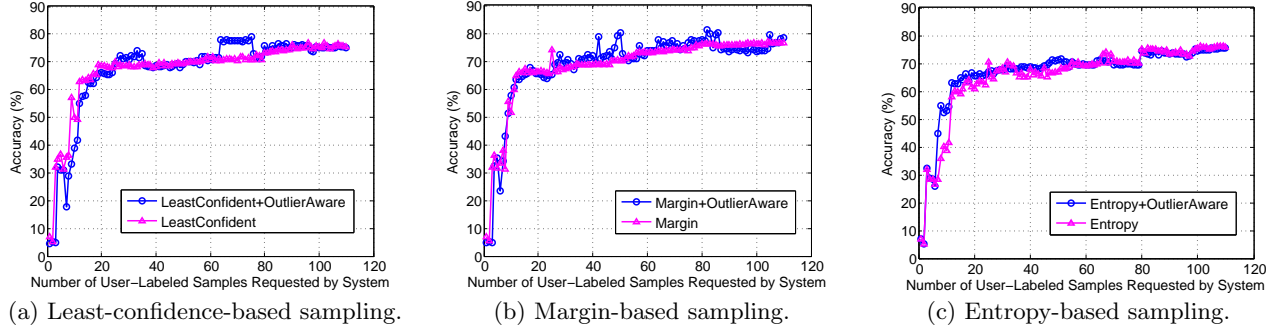 90
80
70
60
50
40
30
20
10
0
Accuracy (%)
0 20 40 60 80 100 120
Number of User−Labeled Samples Requested by System
LeastConfident+OutlierAware
LeastConfident
(a) Least-confidence-based sampling.
90
80
70
60
50
40
30
20
10
0
Accuracy (%)
0 20 40 60 80 100 120
Number of User−Labeled Samples Requested by System
Margin+OutlierAware
Margin
(b) Margin-based sampling.
90
80
70
60
50
40
30
20
10
0
Accuracy (%)
0 20 40 60 80 100 120
Number of User−Labeled Samples Requested by System
Entropy+OutlierAware
Entropy
(c) Entropy-based sampling.